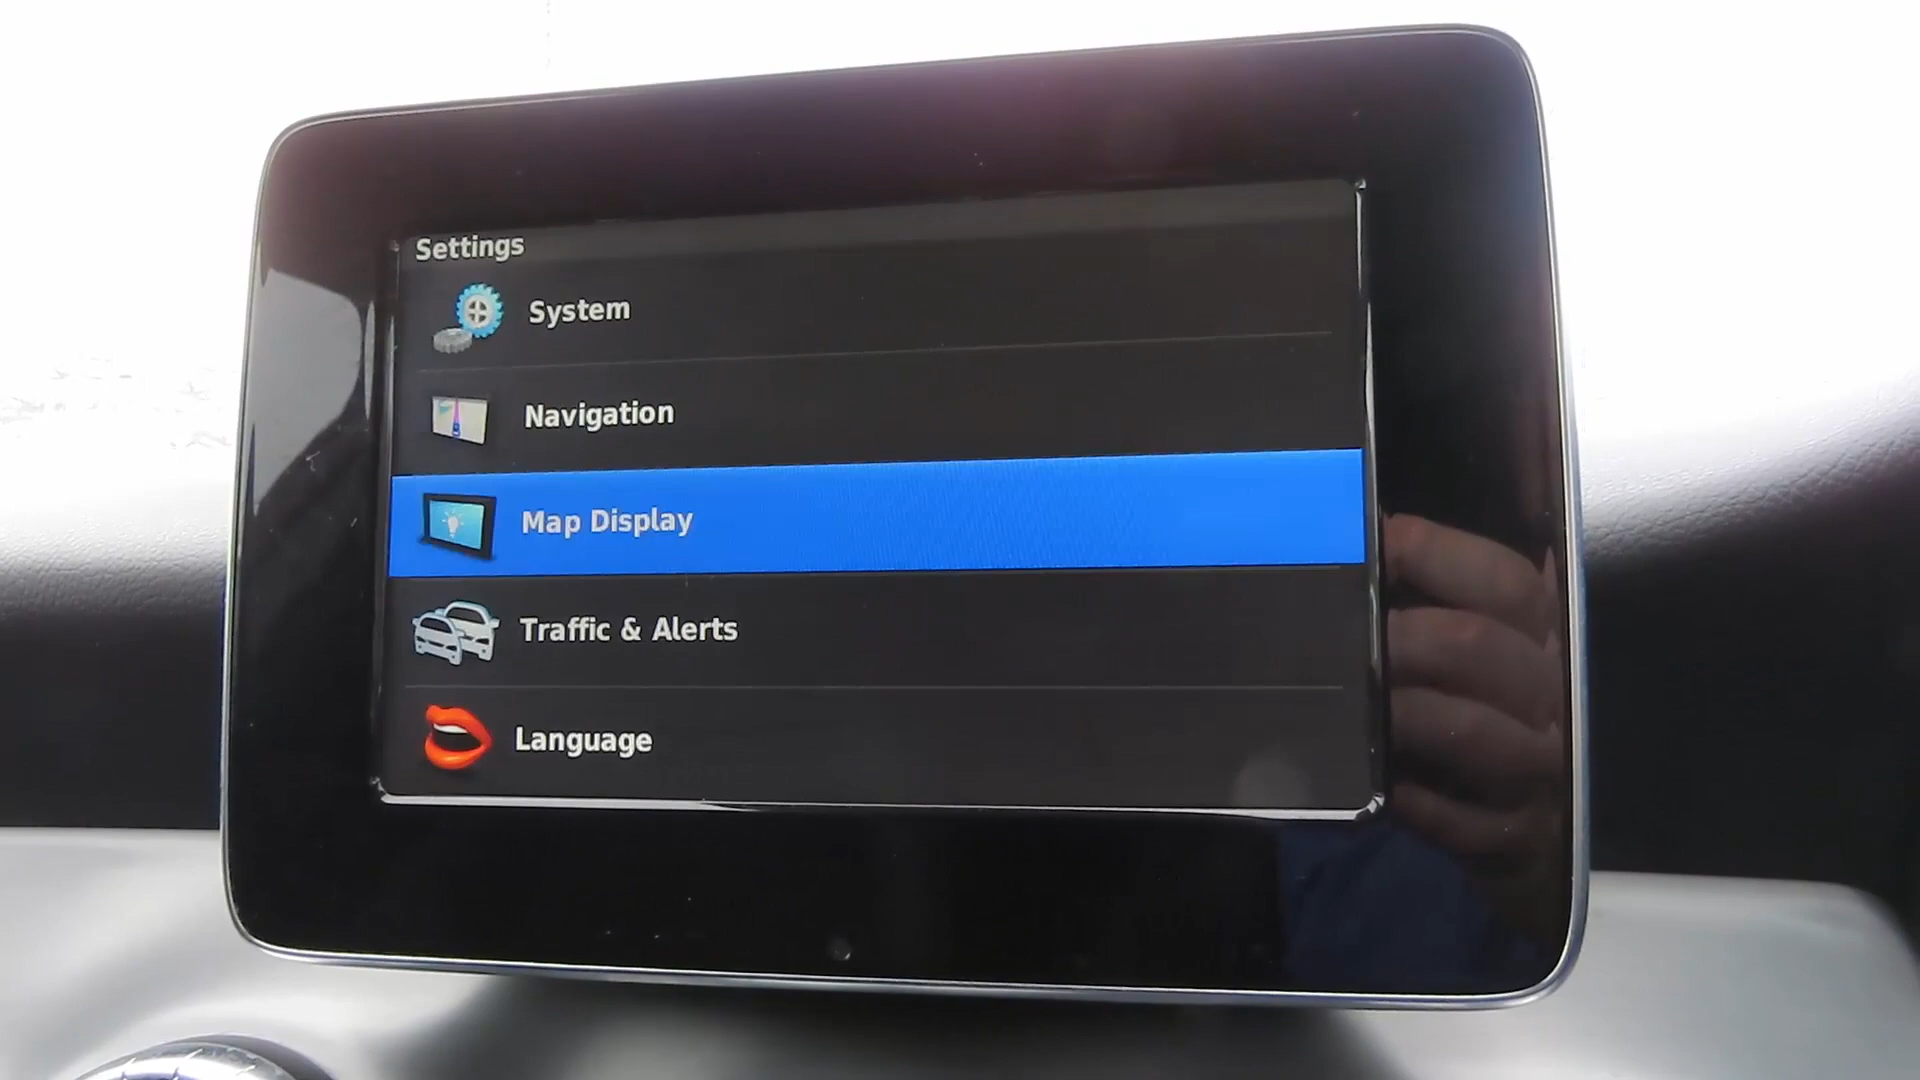 Settings
System
Navigation
Map Display
Traffic & Alerts
Language